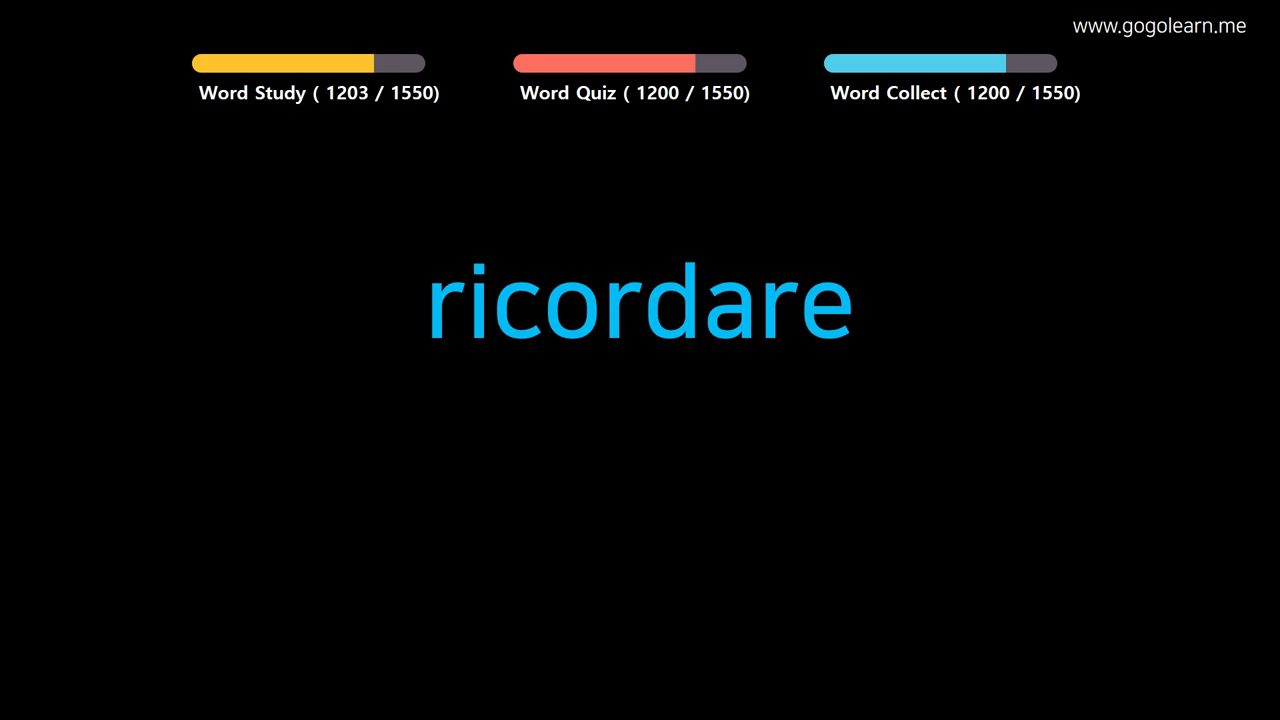 www.gogolearn.me
Word Study ( 1203 / 1550)
Word Quiz ( 1200 / 1550)
Word Collect ( 1200 / 1550)
ricordare